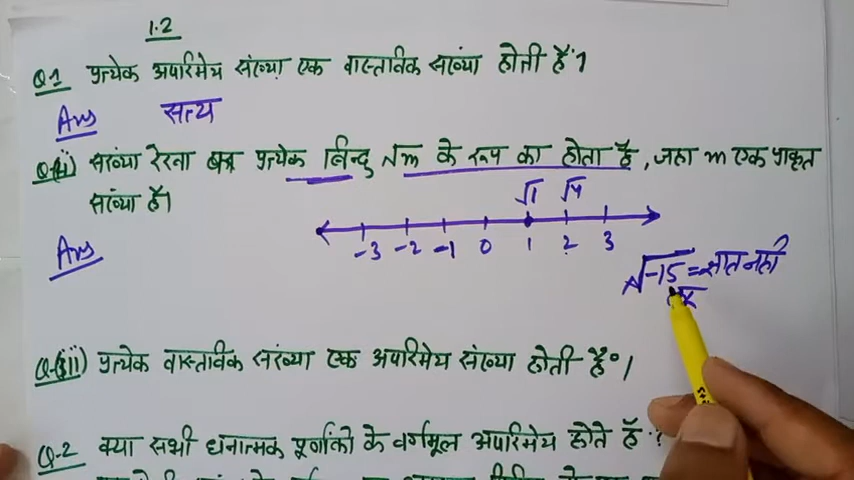 1.2
Q.1 प्रत्येक अपरिमेय संख्या एक वास्तविक संख्या होती है।
Ans सत्य
Q.(ii) संख्या रेखा का प्रत्येक बिन्दु √m के रूप का होता है, जहा m एक प्राकृत
संख्या है।
√1 √4
-3 -2 -1 0 1 2 3
Ans
√-15 = ज्ञात नही
Q.(iii) प्रत्येक वास्तविक संख्या एक अपरिमेय संख्या होती है।
Q.2 क्या सभी धनात्मक पूर्णांको के वर्गमूल अपरिमेय होते है ?